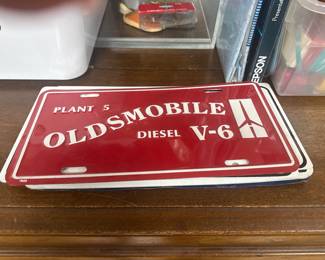 PLANT 5
OLDSMOBILE
DIESEL V-6
EPSON